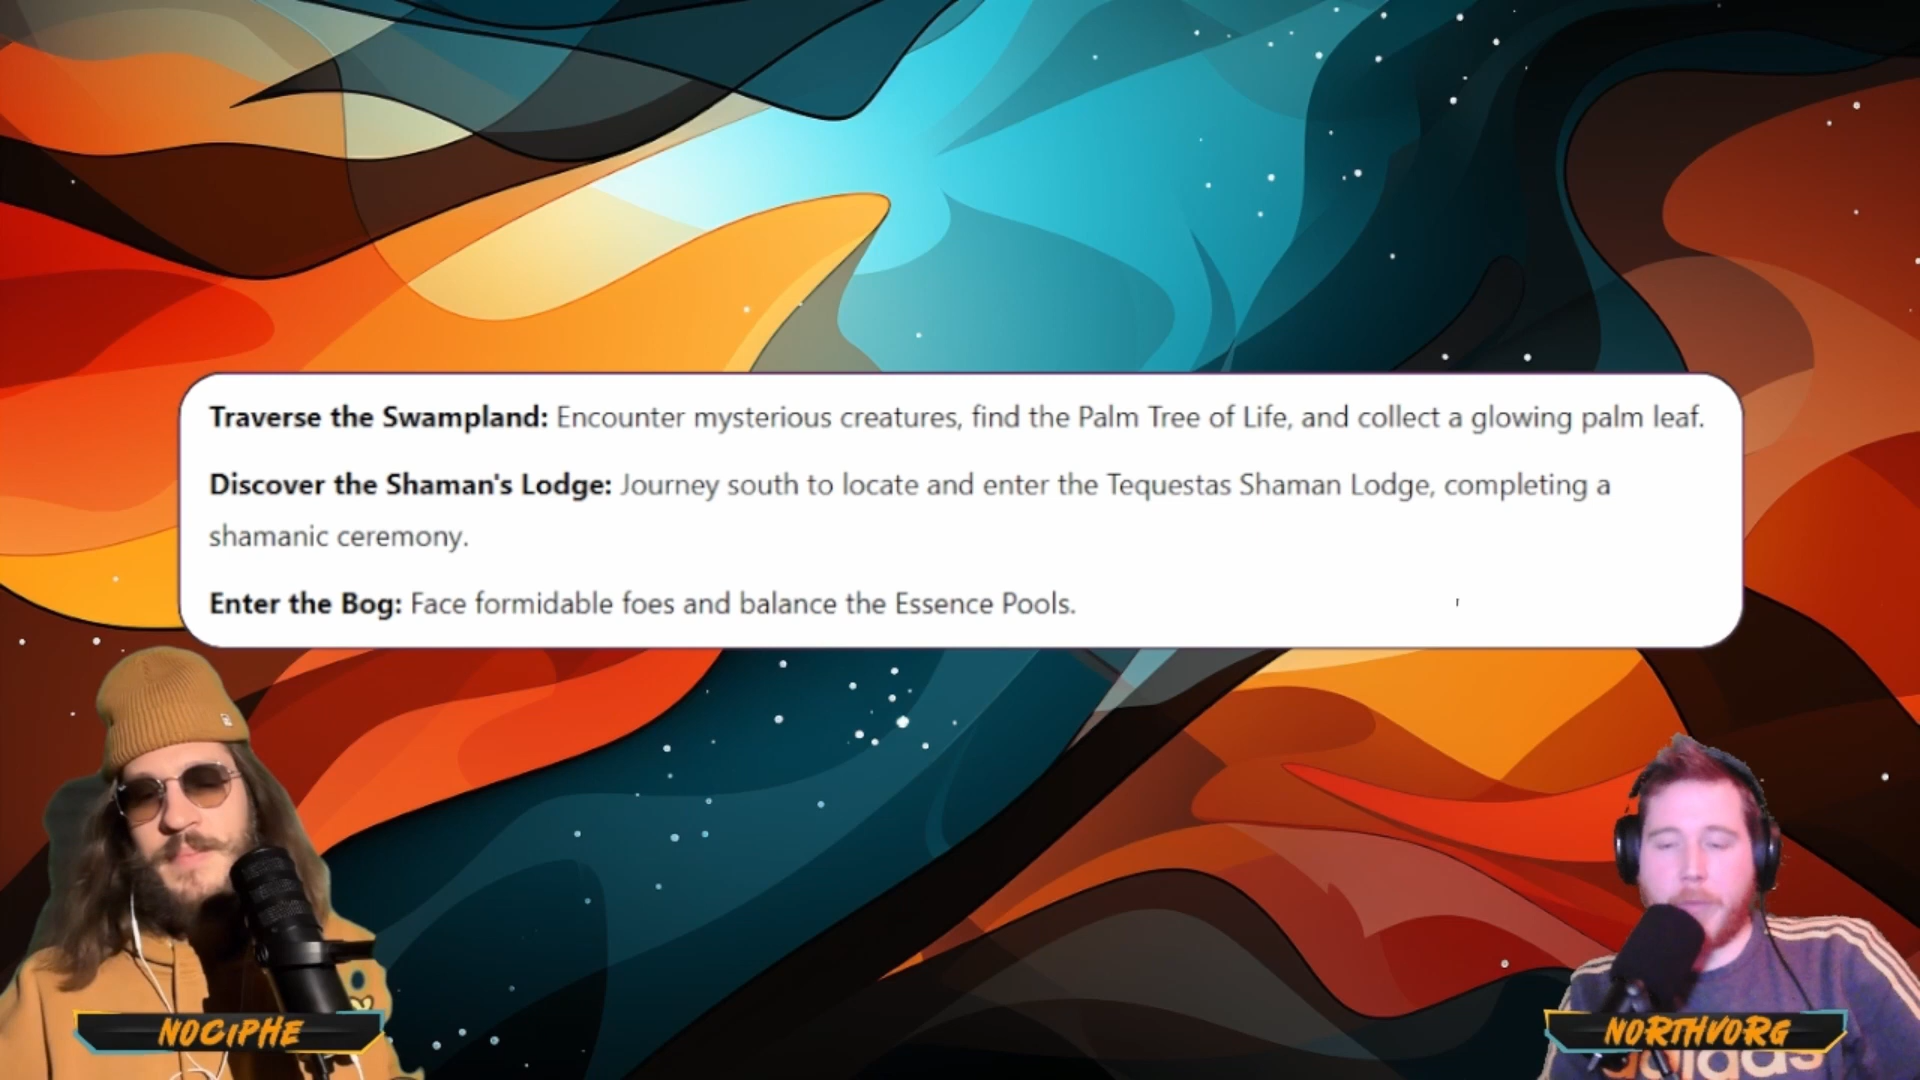 Traverse the Swampland: Encounter mysterious creatures, find the Palm Tree of Life, and collect a glowing palm leaf.
Discover the Shaman's Lodge: Journey south to locate and enter the Tequestas Shaman Lodge, completing a
shamanic ceremony.
Enter the Bog: Face formidable foes and balance the Essence Pools.
NOCIPHE
NORTHVORG
adidas